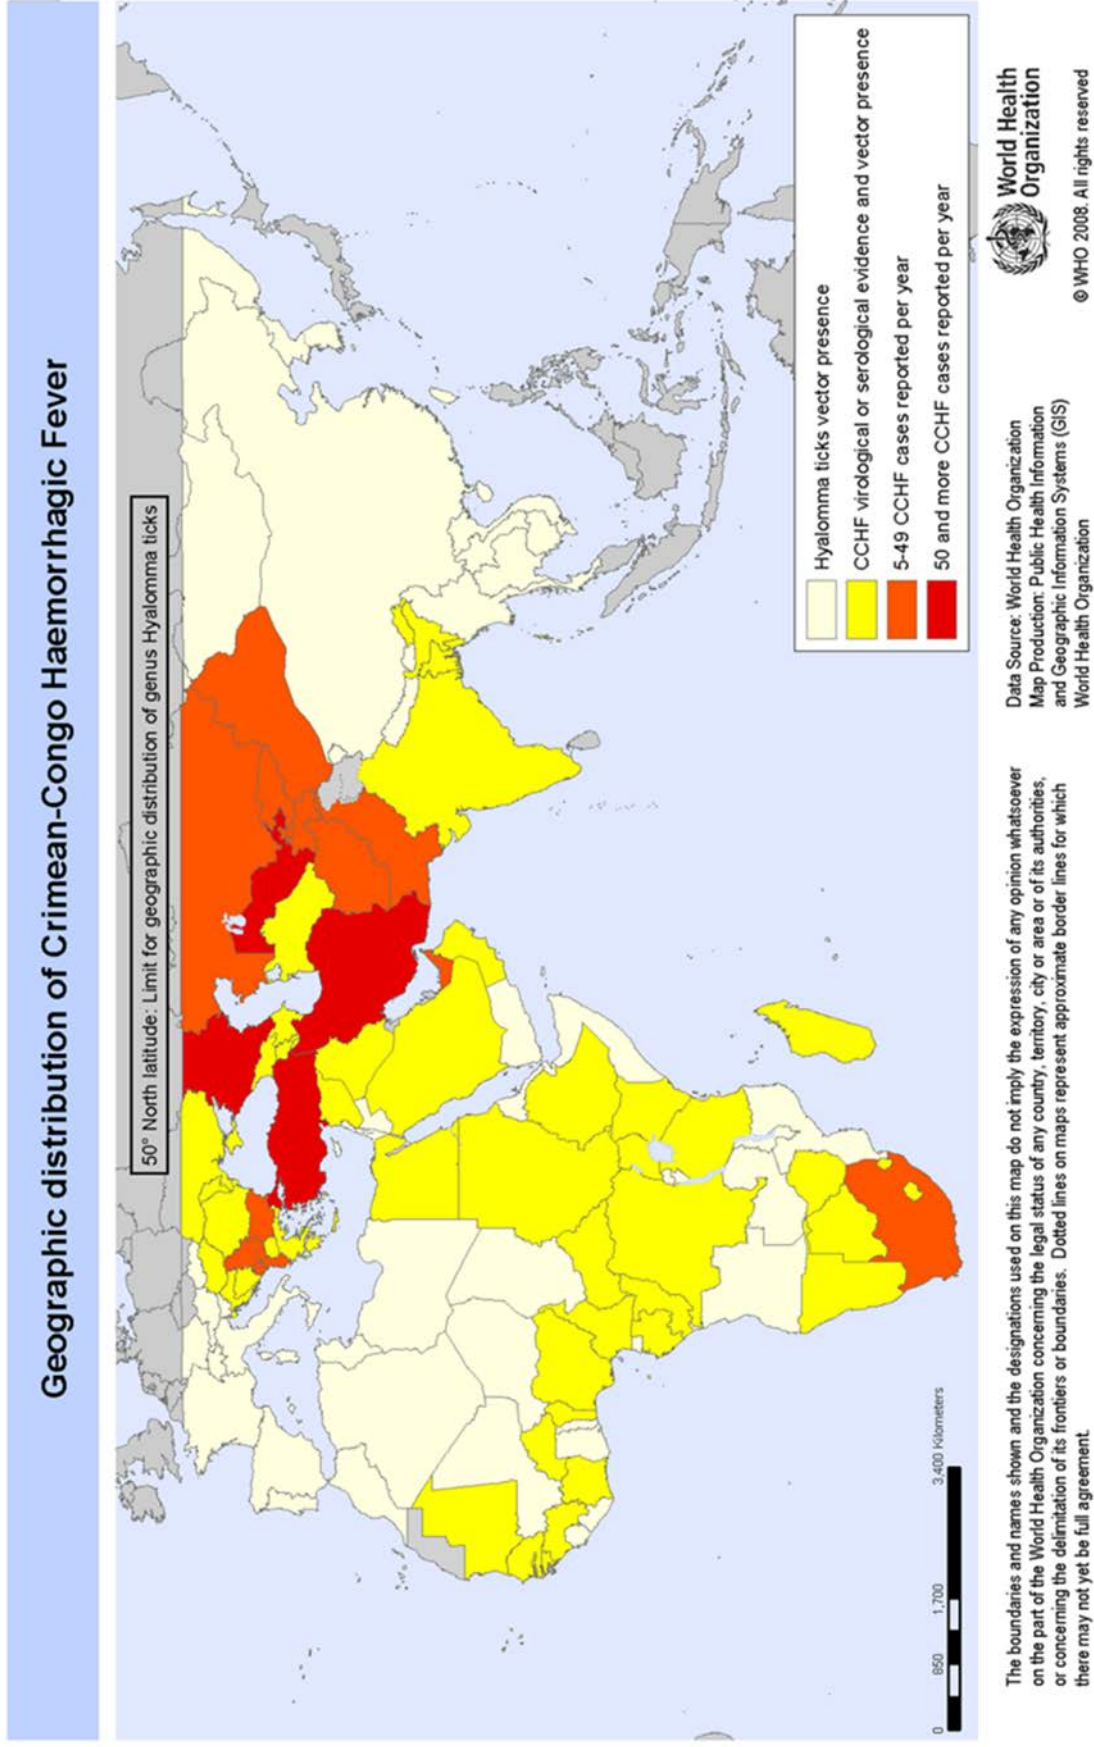 Geographic distribution of Crimean-Congo Haemorrhagic Fever
50° North latitude: Limit for geographic distribution of genus Hyalomma ticks
Hyalomma ticks vector presence
CCHF virological or serological evidence and vector presence
5-49 CCHF cases reported per year
50 and more CCHF cases reported per year
0 850 1,700 3,400 Kilometers
The boundaries and names shown and the designations used on this map do not imply the expression of any opinion whatsoever
on the part of the World Health Organization concerning the legal status of any country, territory, city or area or of its authorities,
or concerning the delimitation of its frontiers or boundaries. Dotted lines on maps represent approximate border lines for which
there may not yet be full agreement.
Data Source: World Health Organization
Map Production: Public Health Information
and Geographic Information Systems (GIS)
World Health Organization
World Health
Organization
© WHO 2008. All rights reserved